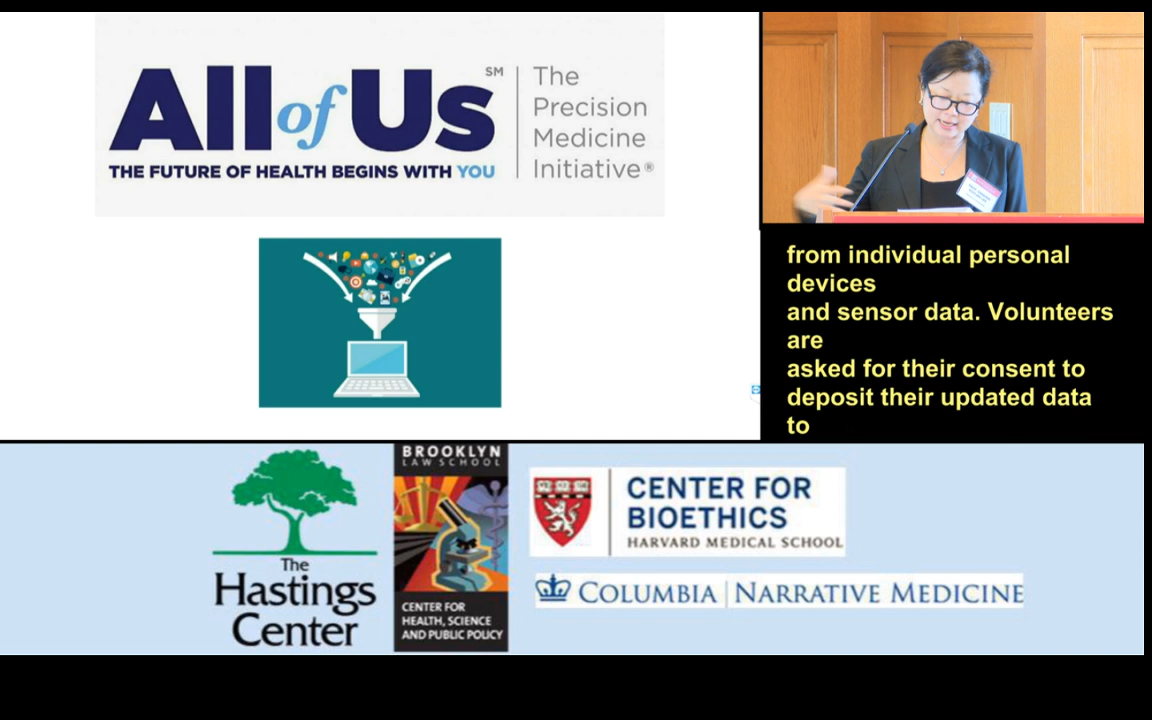 All of Us SM
THE FUTURE OF HEALTH BEGINS WITH YOU
The
Precision
Medicine
Initiative®
from individual personal
devices
and sensor data. Volunteers
are
asked for their consent to
deposit their updated data
to
The
Hastings
Center
BROOKLYN
LAW SCHOOL
CENTER FOR
HEALTH, SCIENCE
AND PUBLIC POLICY
CENTER FOR
BIOETHICS
HARVARD MEDICAL SCHOOL
COLUMBIA | NARRATIVE MEDICINE